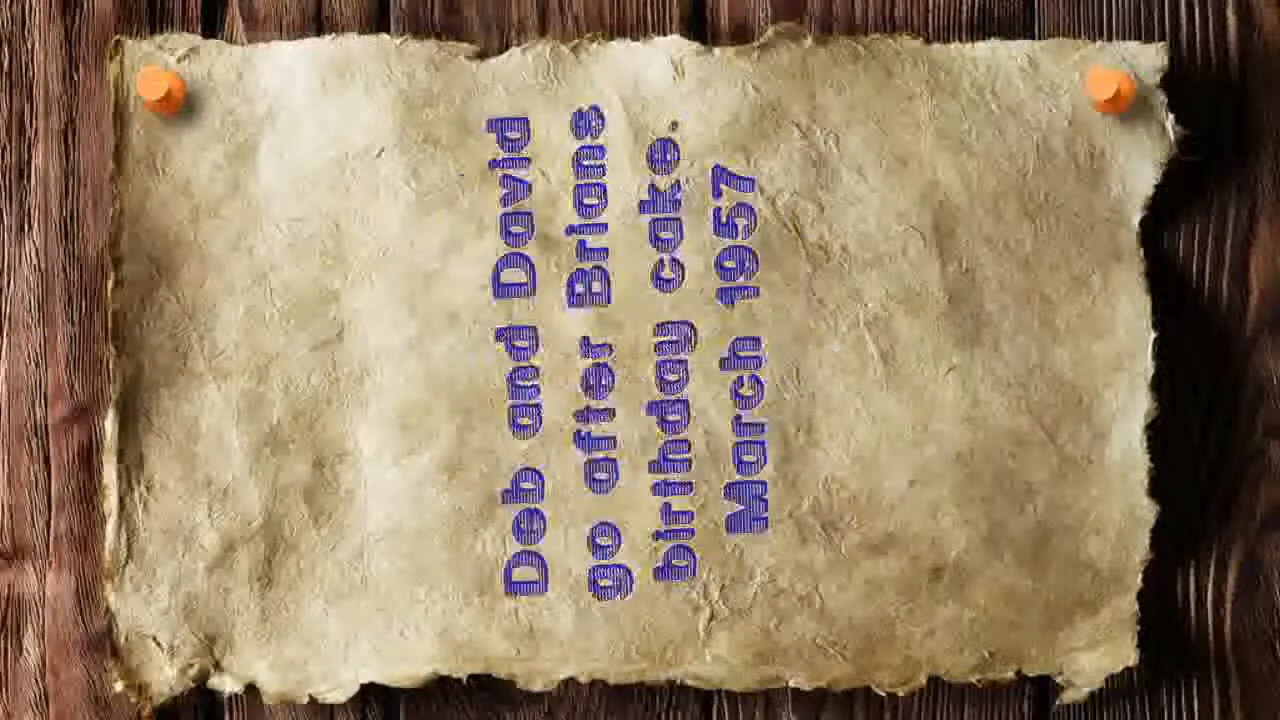 Deb and David
go after Brians
birthday cake.
March 1957